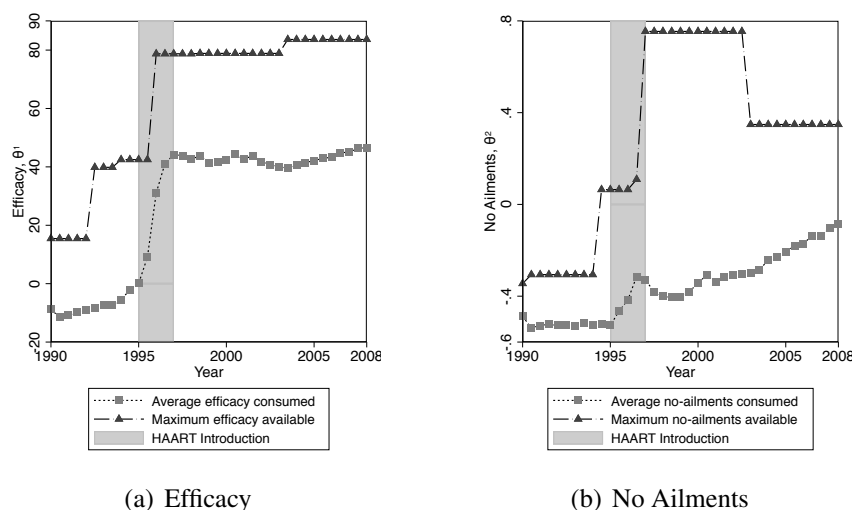 90
80
60
40
20
0
-20
Efficacy, θ¹
1990
1995
2000
2005
2008
Year
Average efficacy consumed
Maximum efficacy available
HAART Introduction
(a) Efficacy
.8
.4
0
-.4
-.6
No Ailments, θ²
1990
1995
2000
2005
2008
Year
Average no-ailments consumed
Maximum no-ailments available
HAART Introduction
(b) No Ailments